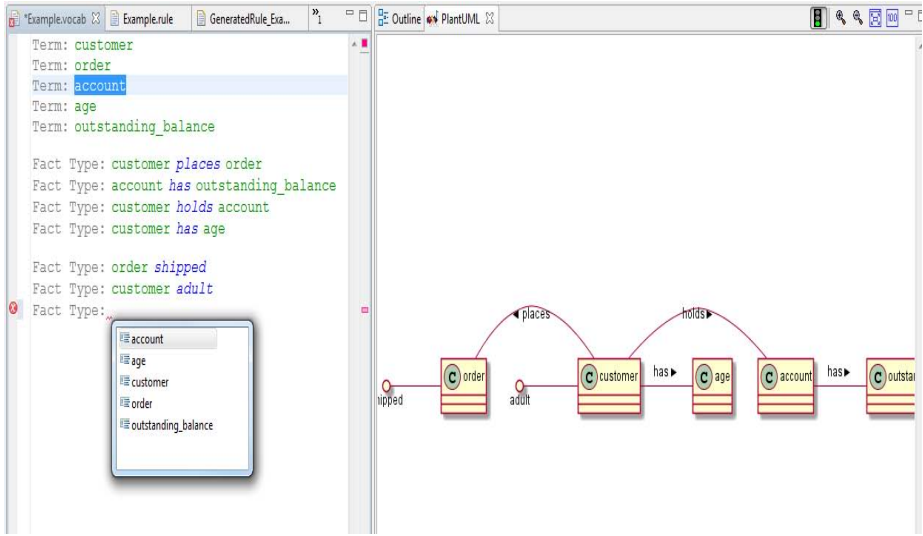 *Example.vocab
Example.rule
GeneratedRule_Exa...
»1
Outline
PlantUML
100
Term: customer
Term: order
Term: account
Term: age
Term: outstanding_balance
Fact Type: customer places order
Fact Type: account has outstanding_balance
Fact Type: customer holds account
Fact Type: customer has age
Fact Type: order shipped
Fact Type: customer adult
Fact Type:
account
age
customer
order
outstanding_balance
places
holds
hipped
C order
adult
C customer
has
C age
C account
has
C outstar